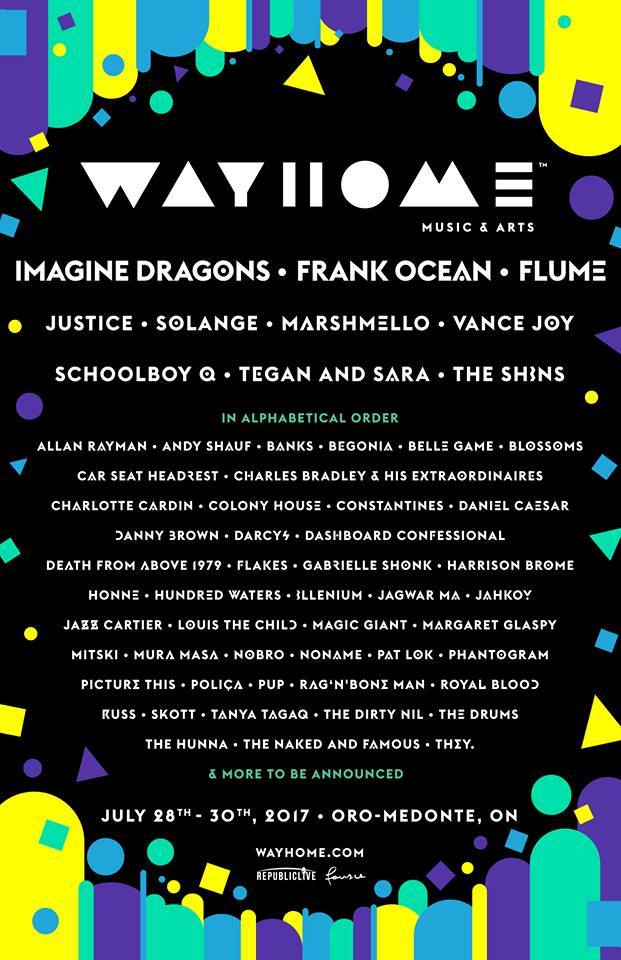 WAYHOME™
MUSIC & ARTS
IMAGINE DRAGONS • FRANK OCEAN • FLUME
JUSTICE • SOLANGE • MARSHMELLO • VANCE JOY
SCHOOLBOY Q • TEGAN AND SARA • THE SHINS
IN ALPHABETICAL ORDER
ALLAN RAYMAN • ANDY SHAUF • BANKS • BEGONIA • BELLE GAME • BLOSSOMS
CAR SEAT HEADREST • CHARLES BRADLEY & HIS EXTRAORDINAIRES
CHARLOTTE CARDIN • COLONY HOUSE • CONSTANTINES • DANIEL CAESAR
DANNY BROWN • DARCYS • DASHBOARD CONFESSIONAL
DEATH FROM ABOVE 1979 • FLAKES • GABRIELLE SHONK • HARRISON BROME
HONNE • HUNDRED WATERS • ILLENIUM • JAGWAR MA • JAHKOY
JAZZ CARTIER • LOUIS THE CHILD • MAGIC GIANT • MARGARET GLASPY
MITSKI • MURA MASA • NOBRO • NONAME • PAT LOK • PHANTOGRAM
PICTURE THIS • POLIÇA • PUP • RAG'N'BONE MAN • ROYAL BLOOD
RUSS • SKOTT • TANYA TAGAQ • THE DIRTY NIL • THE DRUMS
THE HUNNA • THE NAKED AND FAMOUS • THEY.
& MORE TO BE ANNOUNCED
JULY 28TH - 30TH, 2017 • ORO-MEDONTE, ON
WAYHOME.COM
REPUBLICLIVE